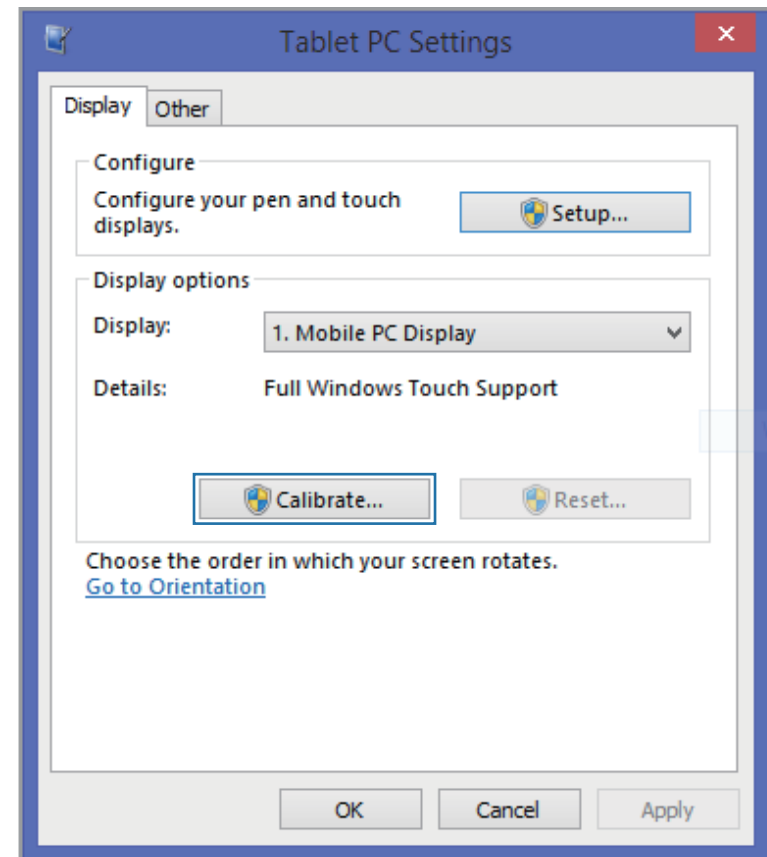 Tablet PC Settings
Display
Other
Configure
Configure your pen and touch
displays.
Setup...
Display options
Display:
1. Mobile PC Display
Details:
Full Windows Touch Support
Calibrate...
Reset...
Choose the order in which your screen rotates.
Go to Orientation
OK
Cancel
Apply